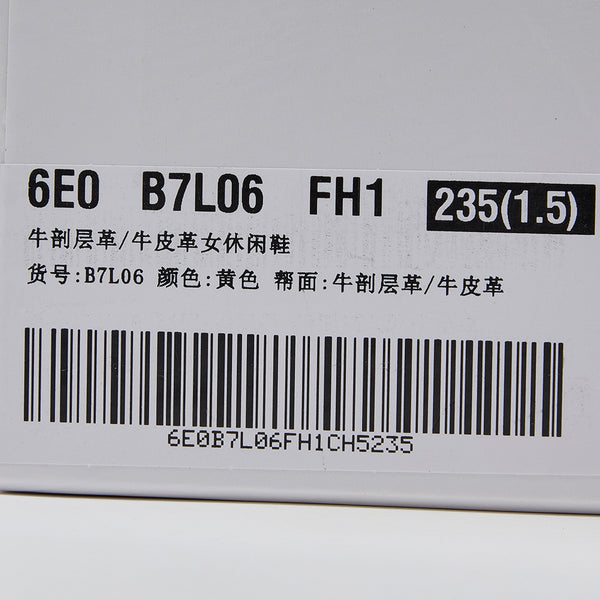 6E0 B7L06 FH1 235(1.5)
牛剖层革/牛皮革女休闲鞋
货号:B7L06 颜色:黄色 帮面:牛剖层革/牛皮革
6E0B7L06FH1CH5235